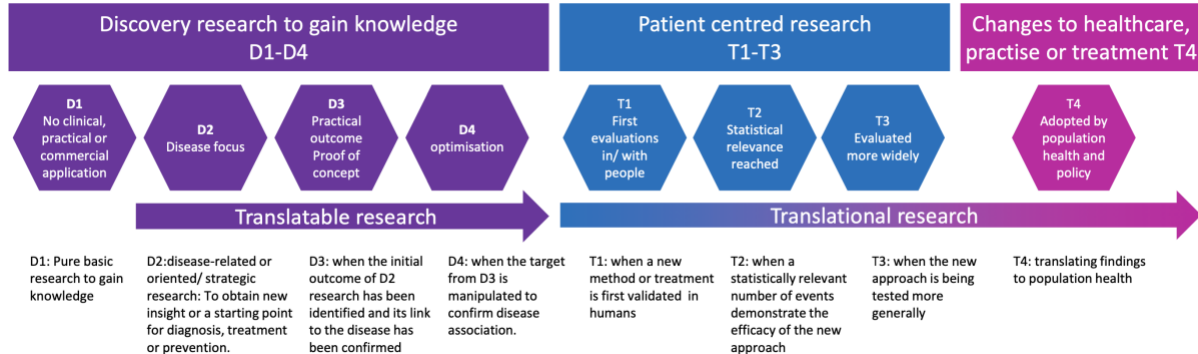 Discovery research to gain knowledge
D1-D4
Patient centred research
T1-T3
Changes to healthcare,
practise or treatment T4
D1
No clinical,
practical or
commercial
application
D2
Disease focus
D3
Practical
outcome
Proof of
concept
D4
optimisation
T1
First
evaluations
in/ with
people
T2
Statistical
relevance
reached
T3
Evaluated
more widely
T4
Adopted by
population
health and
policy
Translatable research
Translational research
D1: Pure basic
research to gain
knowledge
D2:disease-related or
oriented/ strategic
research: To obtain new
insight or a starting point
for diagnosis, treatment
or prevention.
D3: when the initial
outcome of D2
research has been
identified and its link
to the disease has
been confirmed
D4: when the target
from D3 is
manipulated to
confirm disease
association.
T1: when a new
method or treatment
is first validated in
humans
T2: when a
statistically relevant
number of events
demonstrate the
efficacy of the new
approach
T3: when the new
approach is being
tested more
generally
T4: translating findings
to population health